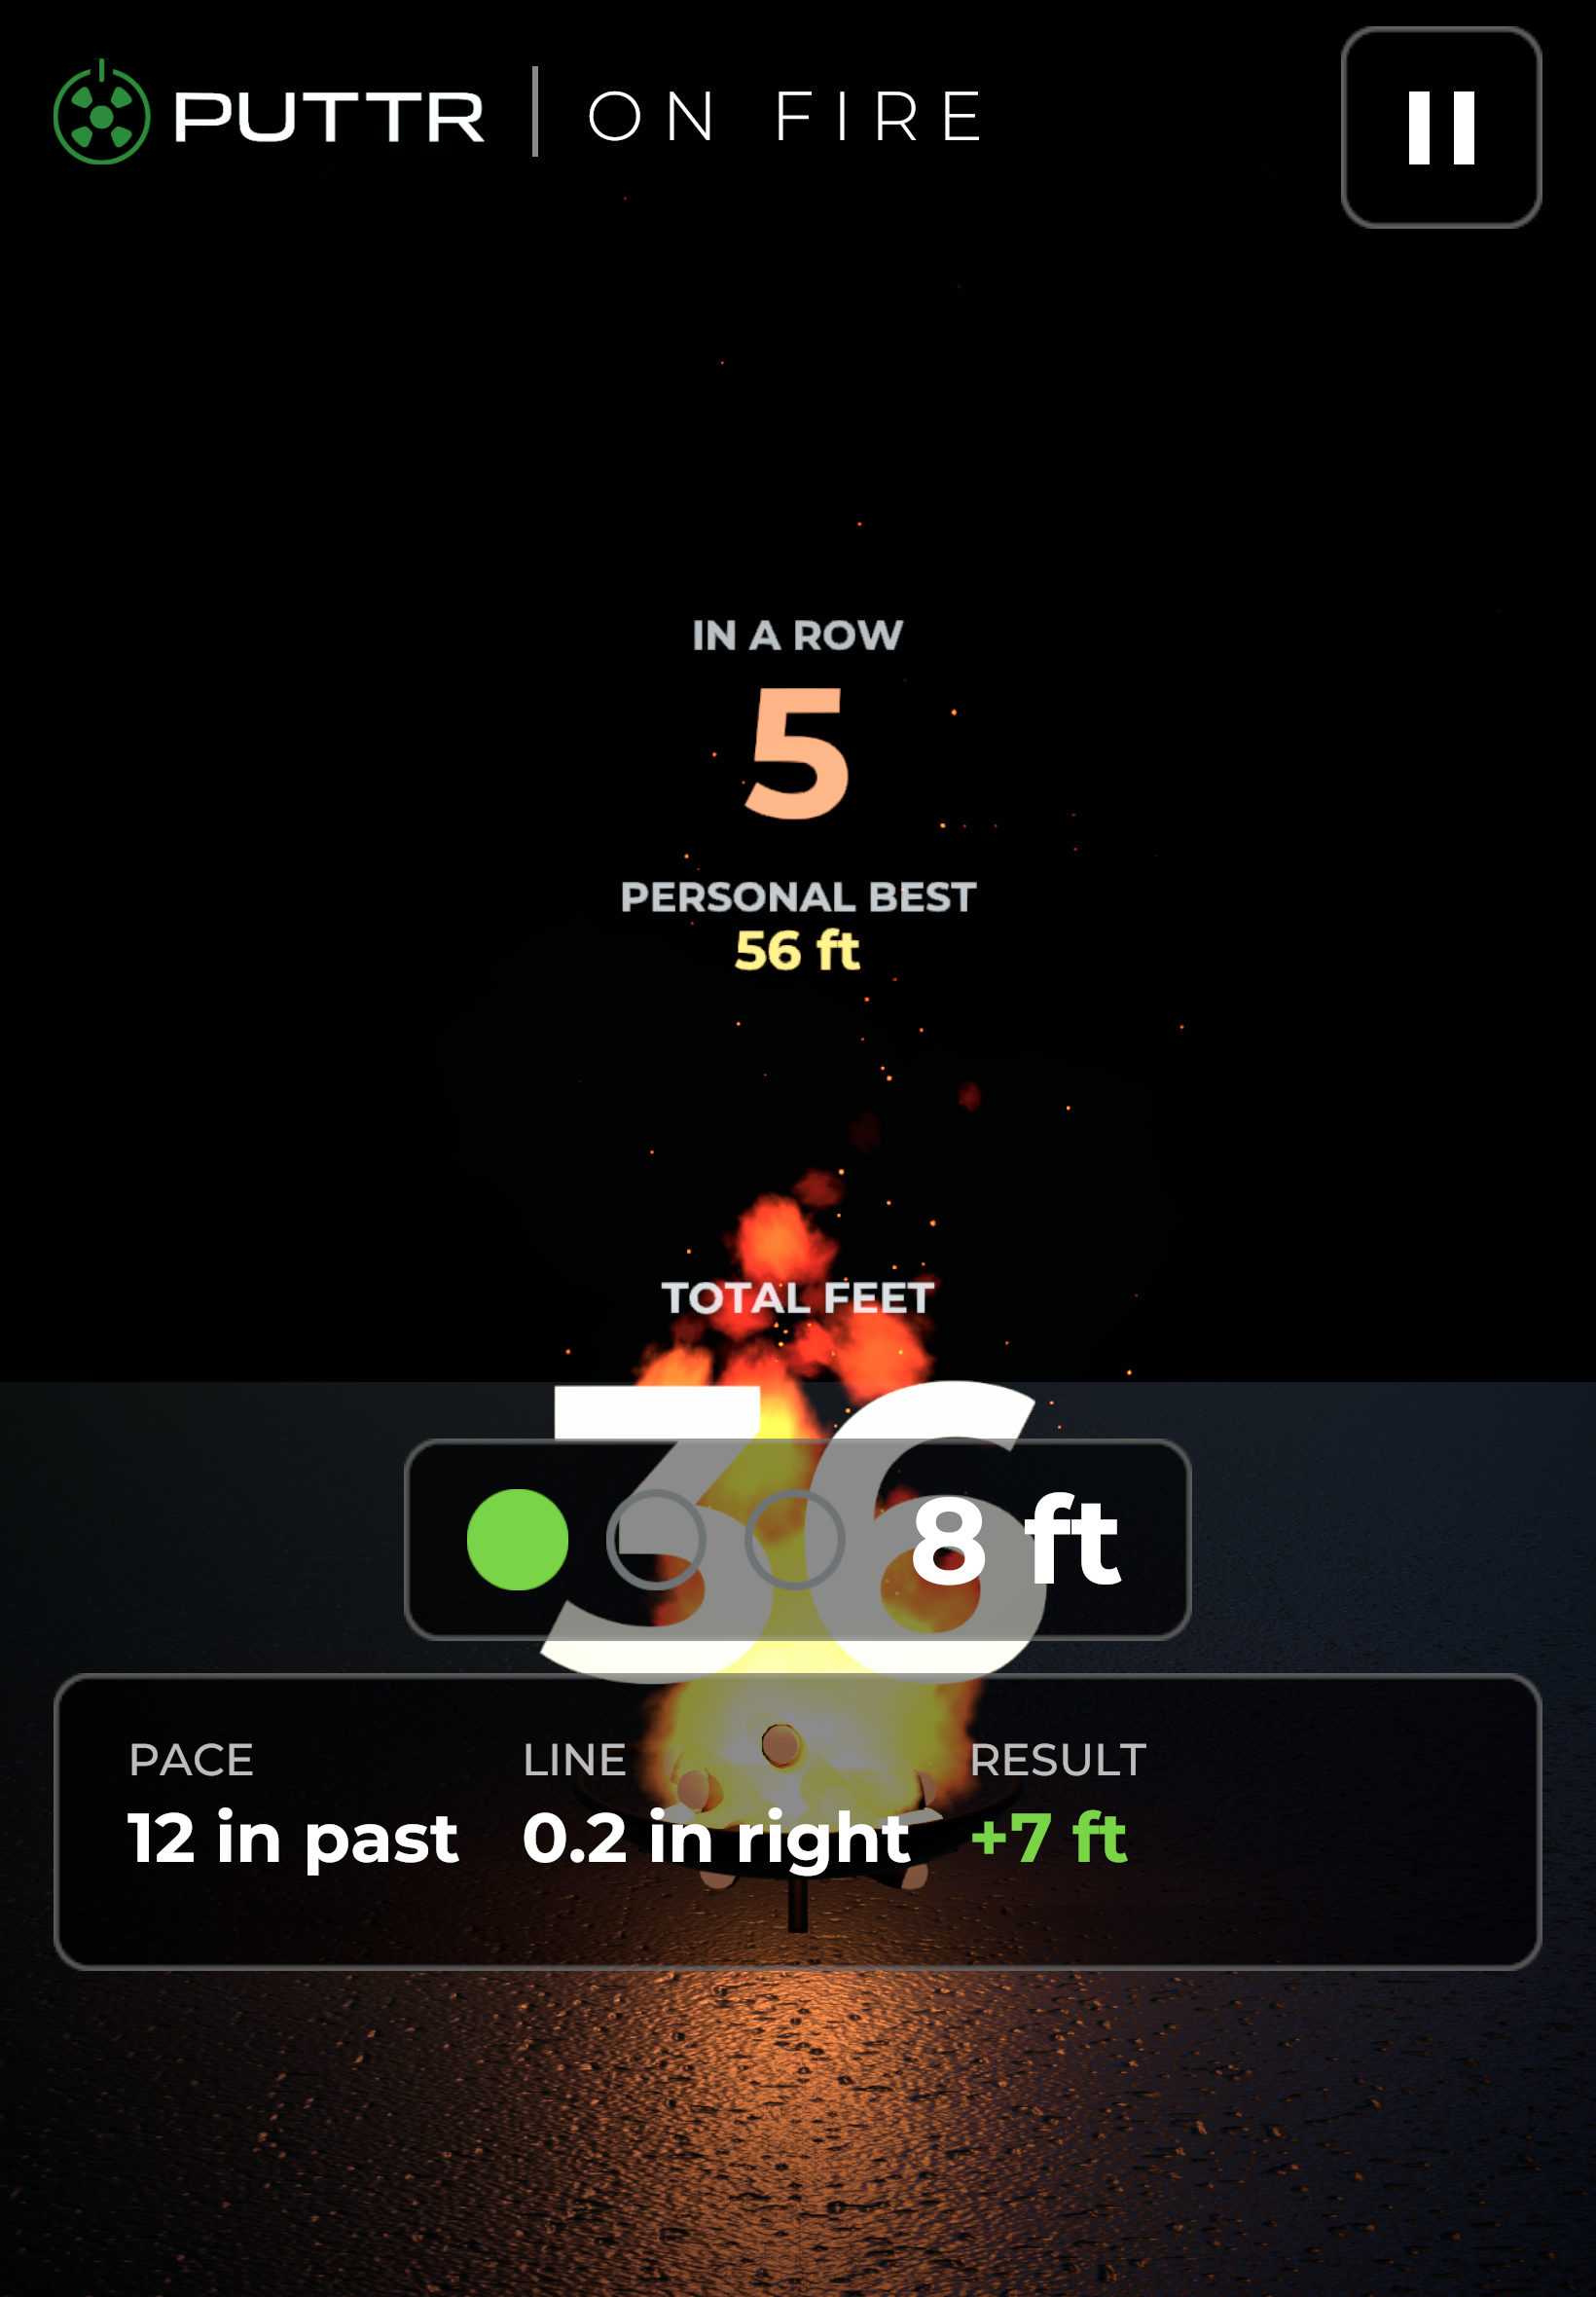 PUTTR | ON FIRE
IN A ROW
5
PERSONAL BEST
56 ft
TOTAL FEET
36
8 ft
PACE LINE RESULT
12 in past 0.2 in right +7 ft